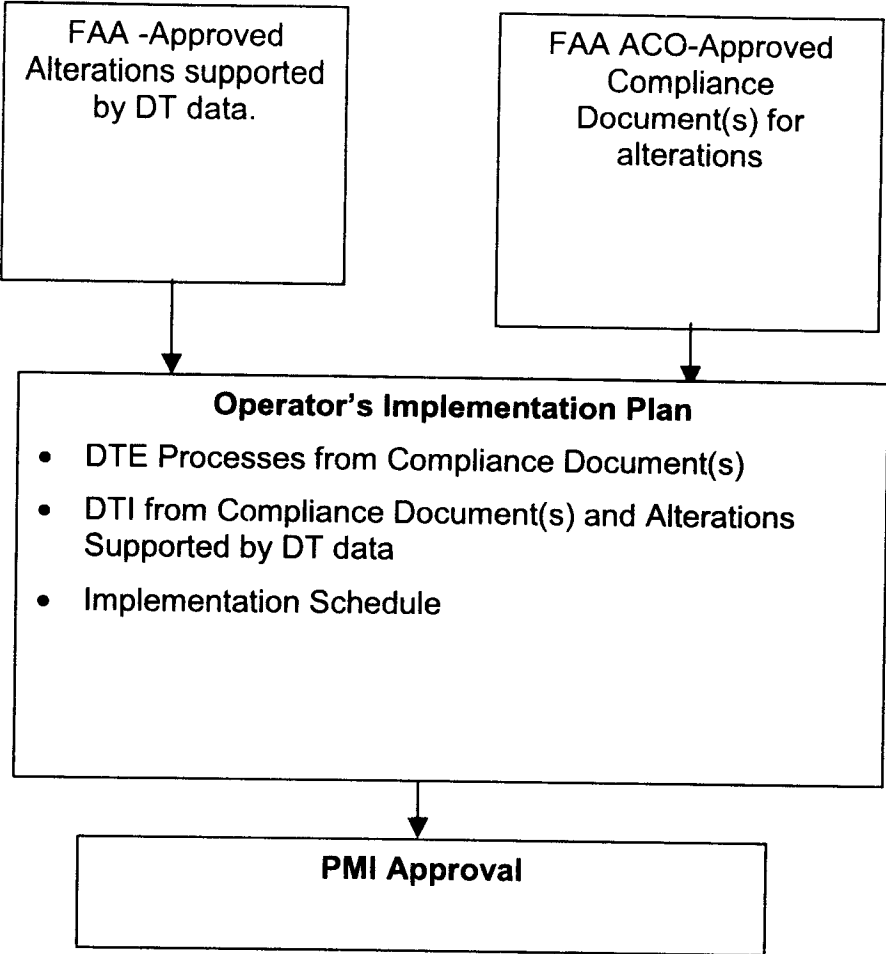 FAA -Approved
Alterations supported
by DT data.
FAA ACO-Approved
Compliance
Document(s) for
alterations
Operator's Implementation Plan
• DTE Processes from Compliance Document(s)
• DTI from Compliance Document(s) and Alterations
Supported by DT data
• Implementation Schedule
PMI Approval